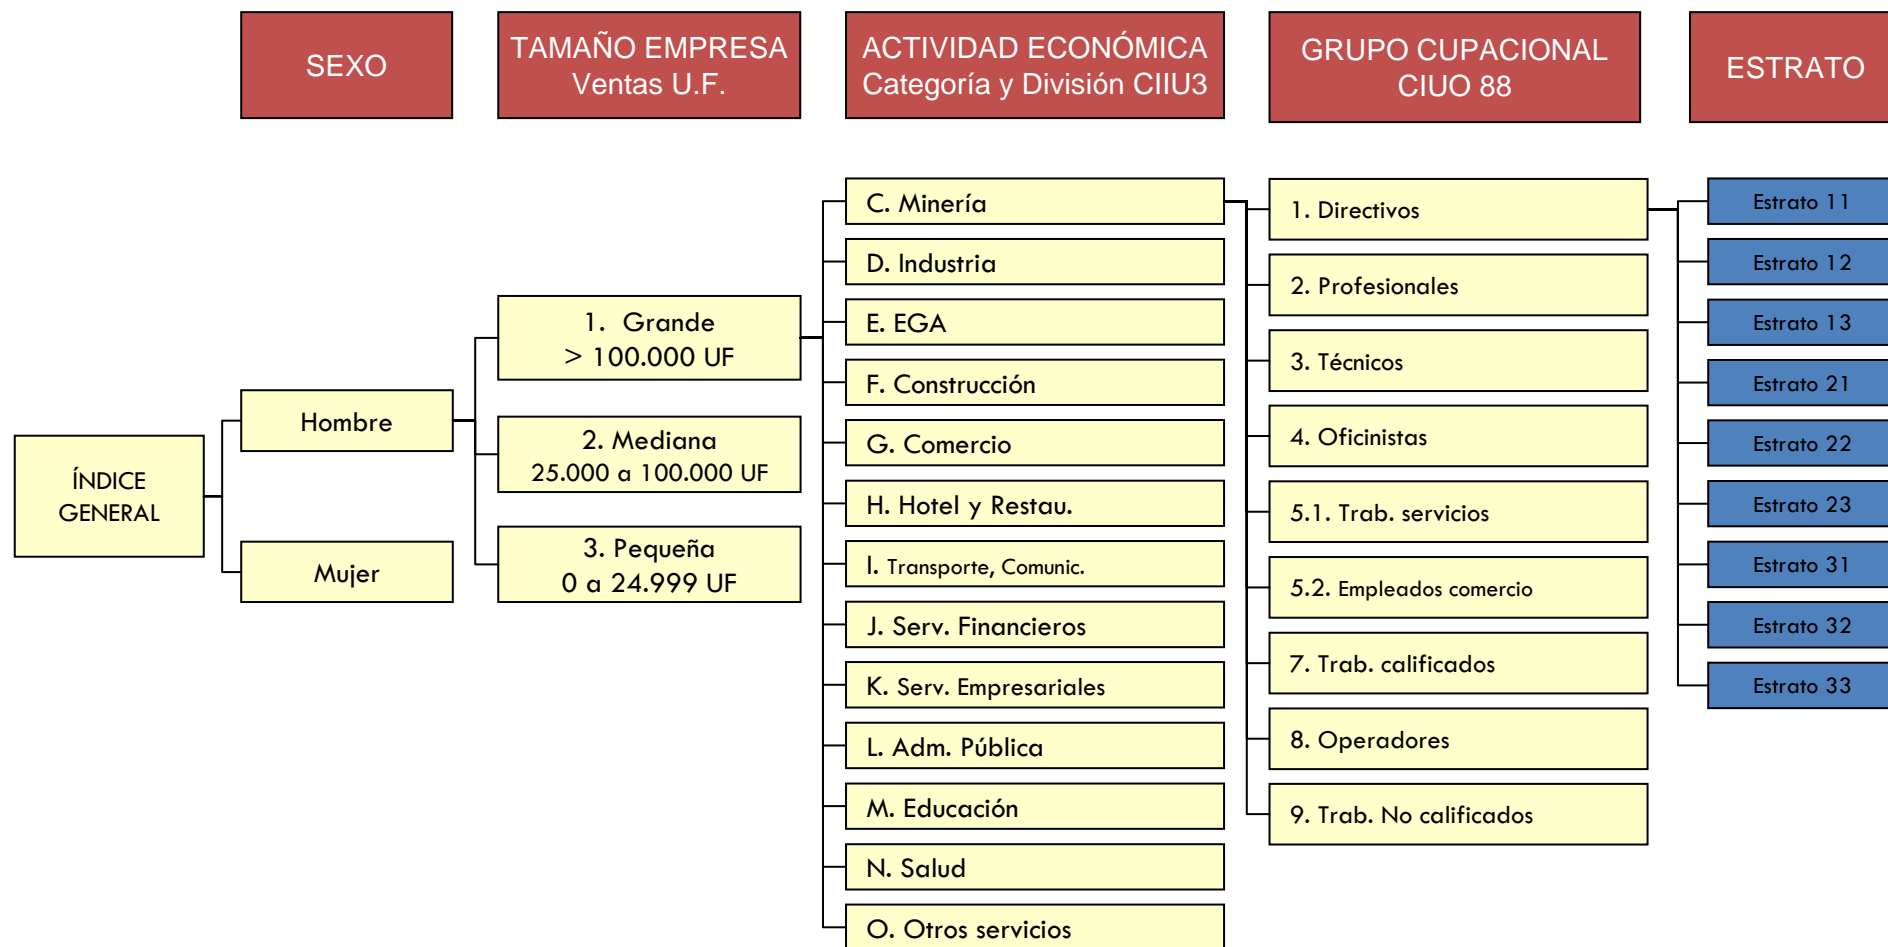 SEXO
TAMAÑO EMPRESA
Ventas U.F.
ACTIVIDAD ECONÓMICA
Categoría y División CIIU3
GRUPO CUPACIONAL
CIUO 88
ESTRATO
ÍNDICE
GENERAL
Hombre
Mujer
1. Grande
> 100.000 UF
2. Mediana
25.000 a 100.000 UF
3. Pequeña
0 a 24.999 UF
C. Minería
D. Industria
E. EGA
F. Construcción
G. Comercio
H. Hotel y Restau.
I. Transporte, Comunic.
J. Serv. Financieros
K. Serv. Empresariales
L. Adm. Pública
M. Educación
N. Salud
O. Otros servicios
1. Directivos
2. Profesionales
3. Técnicos
4. Oficinistas
5.1. Trab. servicios
5.2. Empleados comercio
7. Trab. calificados
8. Operadores
9. Trab. No calificados
Estrato 11
Estrato 12
Estrato 13
Estrato 21
Estrato 22
Estrato 23
Estrato 31
Estrato 32
Estrato 33